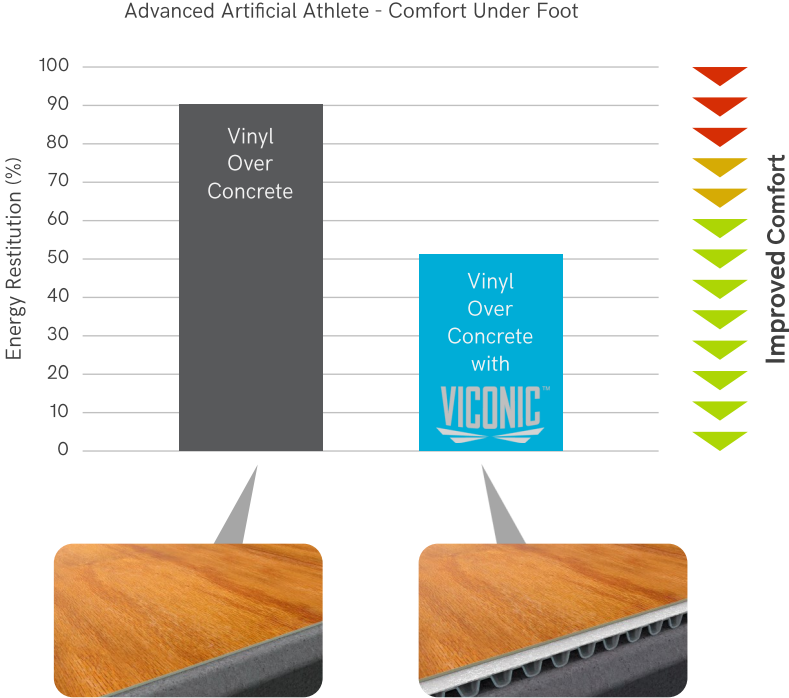 Advanced Artificial Athlete - Comfort Under Foot
Energy Restitution (%)
100
90
80
70
60
50
40
30
20
10
0
Vinyl
Over
Concrete
Vinyl
Over
Concrete
with
VICONIC™
Improved Comfort